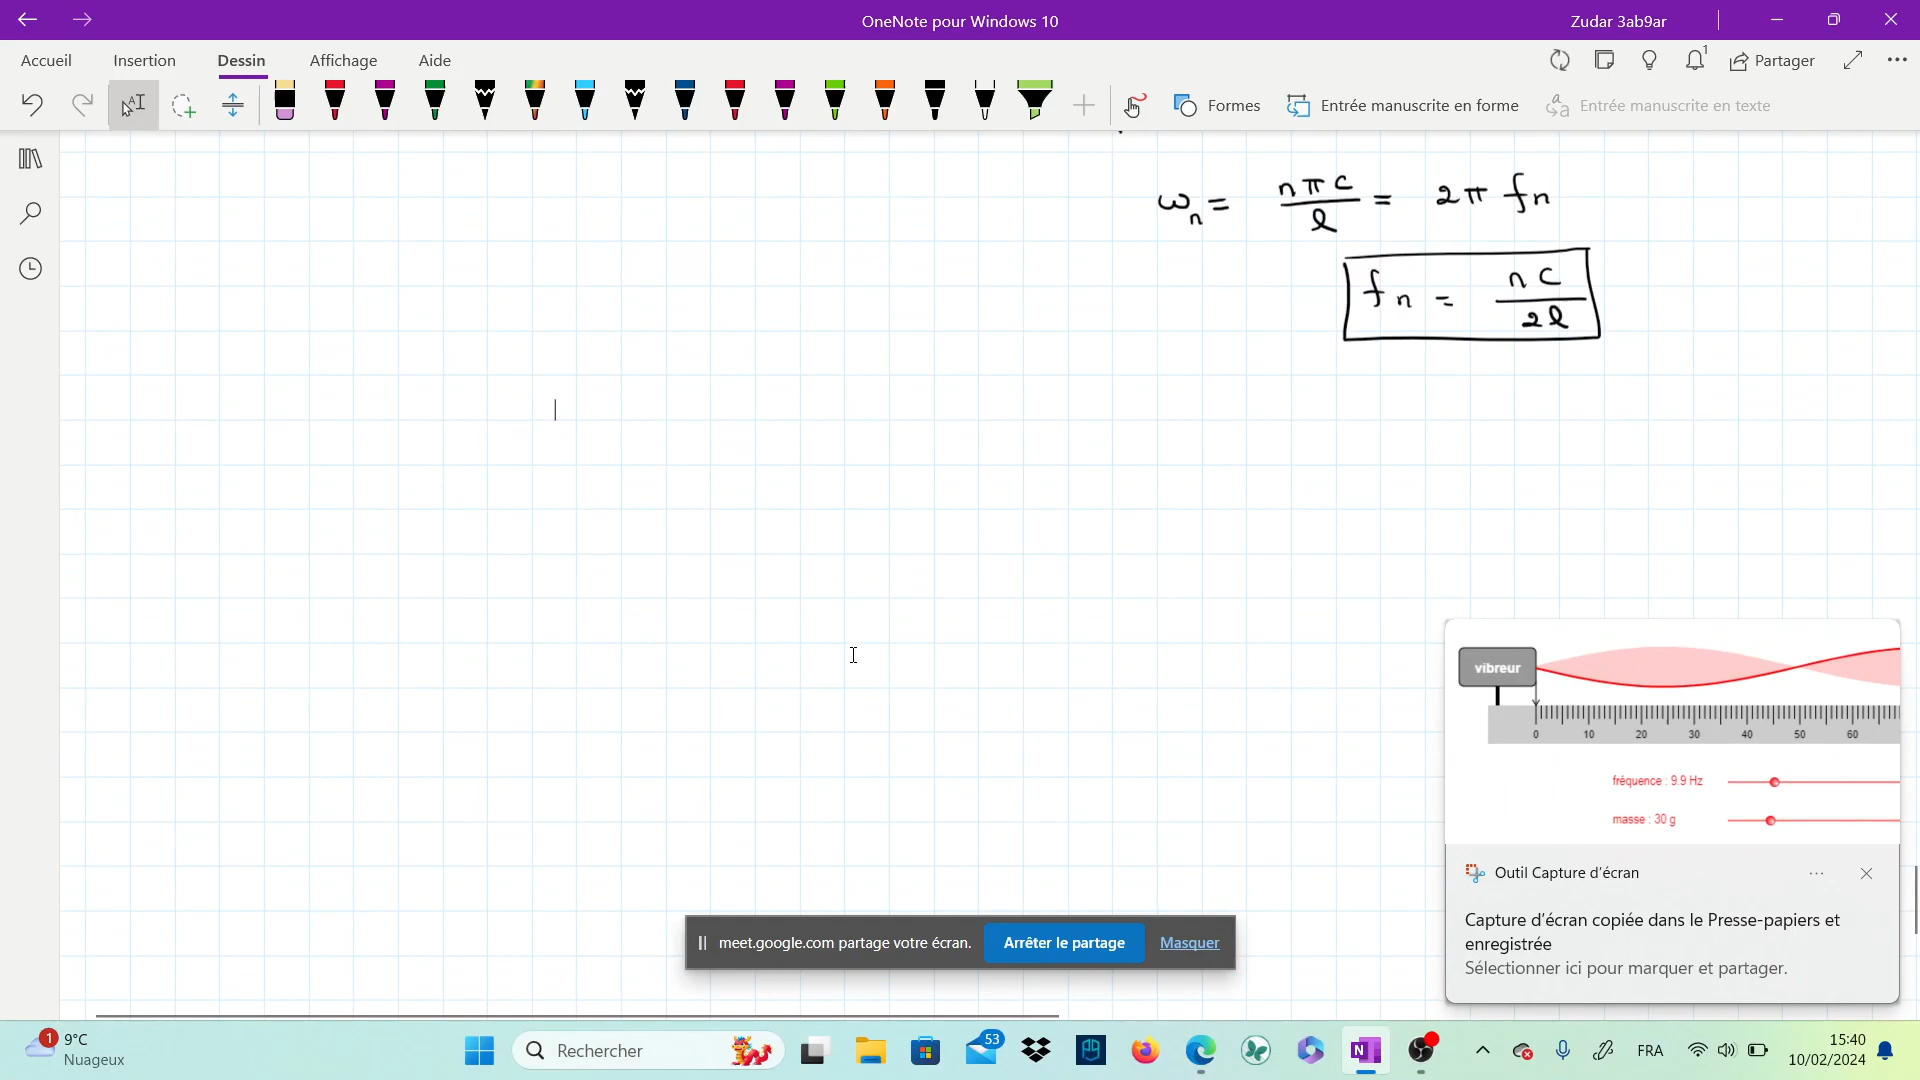 OneNote pour Windows 10
Zudar 3ab9ar
Accueil
Insertion
Dessin
Affichage
Aide
1
Partager
Formes
Entrée manuscrite en forme
Entrée manuscrite en texte
ωn = nπc/l = 2π fn
fn = nc/2l
vibreur
0 10 20 30 40 50 60
fréquence : 9.9 Hz
masse : 30 g
Outil Capture d'écran
Capture d'écran copiée dans le Presse-papiers et
enregistrée
Sélectionner ici pour marquer et partager.
meet.google.com partage votre écran.
Arrêter le partage
Masquer
1
9°C
Nuageux
Rechercher
53
FRA
15:40
10/02/2024